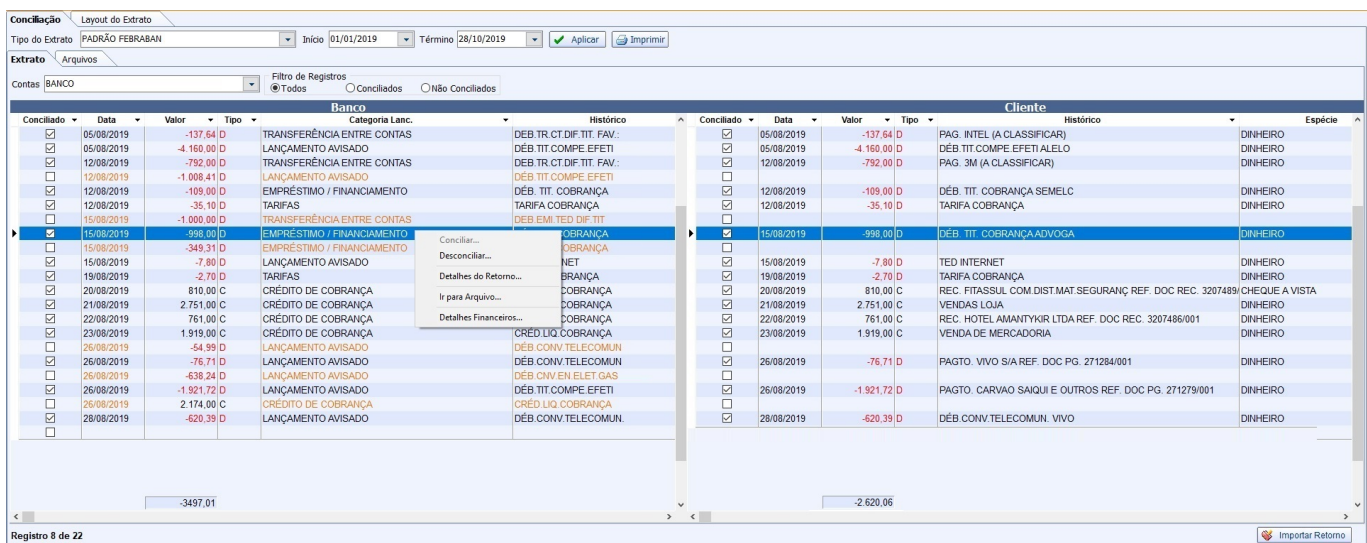 Conciliação Layout do Extrato
Tipo do Extrato PADRÃO FEBRABAN Início 01/01/2019 Término 28/10/2019 Aplicar Imprimir
Extrato Arquivos
Contas BANCO Filtro de Registros Todos Conciliados Não Conciliados
Banco Cliente
Conciliado Data Valor Tipo Categoria Lanc. Histórico Conciliado Data Valor Tipo Histórico Espécie
05/08/2019 -137,64 D TRANSFERÊNCIA ENTRE CONTAS DEB.TR.CT.DIF.TIT. FAV.: 05/08/2019 -137,64 D PAG. INTEL (A CLASSIFICAR) DINHEIRO
05/08/2019 -4.160,00 D LANÇAMENTO AVISADO DÉB.TIT.COMPE.EFETI 05/08/2019 -4.160,00 D DÉB.TIT.COMPE.EFETI ALELO DINHEIRO
12/08/2019 -792,00 D TRANSFERÊNCIA ENTRE CONTAS DEB.TR.CT.DIF.TIT. FAV.: 12/08/2019 -792,00 D PAG. 3M (A CLASSIFICAR) DINHEIRO
12/08/2019 -1.008,41 D LANÇAMENTO AVISADO DÉB.TIT.COMPE.EFETI
12/08/2019 -109,00 D EMPRÉSTIMO / FINANCIAMENTO DÉB. TIT. COBRANÇA 12/08/2019 -109,00 D DÉB. TIT. COBRANÇA SEMELC DINHEIRO
12/08/2019 -35,10 D TARIFAS TARIFA COBRANÇA 12/08/2019 -35,10 D TARIFA COBRANÇA DINHEIRO
15/08/2019 -1.000,00 D TRANSFERÊNCIA ENTRE CONTAS DEB.EMI.TED DIF.TIT
15/08/2019 -998,00 D EMPRÉSTIMO / FINANCIAMENTO COBRANÇA 15/08/2019 -998,00 D DÉB. TIT. COBRANÇA ADVOGA DINHEIRO
15/08/2019 -349,31 D EMPRÉSTIMO / FINANCIAMENTO OBRANÇA
15/08/2019 -7,80 D LANÇAMENTO AVISADO NET 15/08/2019 -7,80 D TED INTERNET DINHEIRO
19/08/2019 -2,70 D TARIFAS BRANÇA 19/08/2019 -2,70 D TARIFA COBRANÇA DINHEIRO
20/08/2019 810,00 C CRÉDITO DE COBRANÇA COBRANÇA 20/08/2019 810,00 C REC. FITASSUL COM.DIST.MAT.SEGURANÇ REF. DOC REC. 3207489/ CHEQUE A VISTA
21/08/2019 2.751,00 C CRÉDITO DE COBRANÇA COBRANÇA 21/08/2019 2.751,00 C VENDAS LOJA DINHEIRO
22/08/2019 761,00 C CRÉDITO DE COBRANÇA COBRANÇA 22/08/2019 761,00 C REC. HOTEL AMANTYKIR LTDA REF. DOC REC. 3207486/001 DINHEIRO
23/08/2019 1.919,00 C CRÉDITO DE COBRANÇA CRÉD.LIQ.COBRANÇA 23/08/2019 1.919,00 C VENDA DE MERCADORIA DINHEIRO
26/08/2019 -54,99 D LANÇAMENTO AVISADO DÉB.CONV.TELECOMUN
26/08/2019 -76,71 D LANÇAMENTO AVISADO DÉB.CONV.TELECOMUN 26/08/2019 -76,71 D PAGTO. VIVO S/A REF. DOC PG. 271284/001 DINHEIRO
26/08/2019 -638,24 D LANÇAMENTO AVISADO DÉB.CNV.EN.ELET.GAS
26/08/2019 -1.921,72 D LANÇAMENTO AVISADO DÉB.TIT.COMPE.EFETI 26/08/2019 -1.921,72 D PAGTO. CARVAO SAIQUI E OUTROS REF. DOC PG. 271279/001 DINHEIRO
26/08/2019 2.174,00 C CRÉDITO DE COBRANÇA CRÉD.LIQ.COBRANÇA
28/08/2019 -620,39 D LANÇAMENTO AVISADO DÉB.CONV.TELECOMUN. 28/08/2019 -620,39 D DÉB.CONV.TELECOMUN. VIVO DINHEIRO
Conciliar...
Desconciliar...
Detalhes do Retorno...
Ir para Arquivo...
Detalhes Financeiros...
-3497,01 -2.620,06
Registro 8 de 22 Importar Retorno